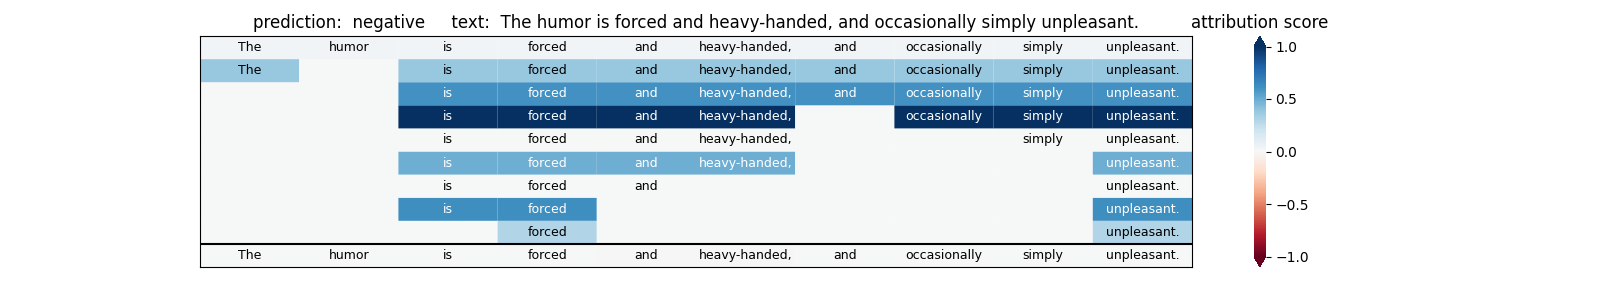 prediction:  negative     text:  The humor is forced and heavy-handed, and occasionally simply unpleasant.          attribution score
The humor is forced and heavy-handed, and occasionally simply unpleasant. 1.0
The is forced and heavy-handed, and occasionally simply unpleasant.
is forced and heavy-handed, and occasionally simply unpleasant. 0.5
is forced and heavy-handed, occasionally simply unpleasant.
is forced and heavy-handed, simply unpleasant. 0.0
is forced and heavy-handed, unpleasant.
is forced and unpleasant.
is forced unpleasant. −0.5
forced unpleasant.
The humor is forced and heavy-handed, and occasionally simply unpleasant. −1.0